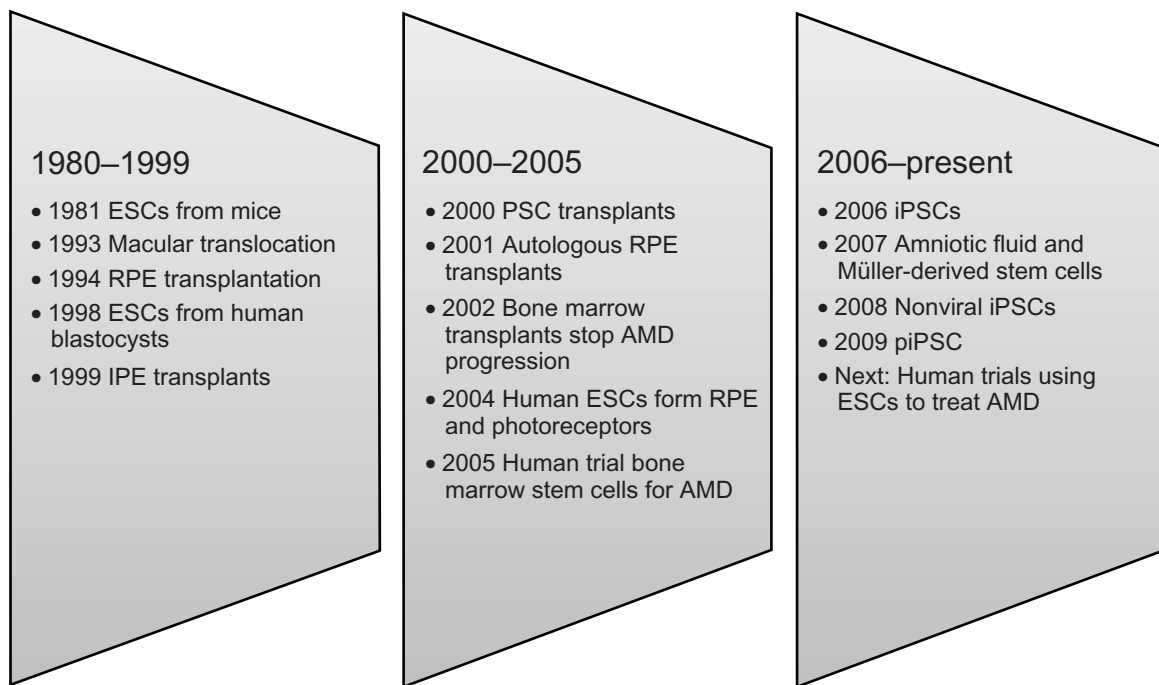 1980–1999
• 1981 ESCs from mice
• 1993 Macular translocation
• 1994 RPE transplantation
• 1998 ESCs from human
blastocysts
• 1999 IPE transplants
2000–2005
• 2000 PSC transplants
• 2001 Autologous RPE
transplants
• 2002 Bone marrow
transplants stop AMD
progression
• 2004 Human ESCs form RPE
and photoreceptors
• 2005 Human trial bone
marrow stem cells for AMD
2006–present
• 2006 iPSCs
• 2007 Amniotic fluid and
Müller-derived stem cells
• 2008 Nonviral iPSCs
• 2009 piPSC
• Next: Human trials using
ESCs to treat AMD